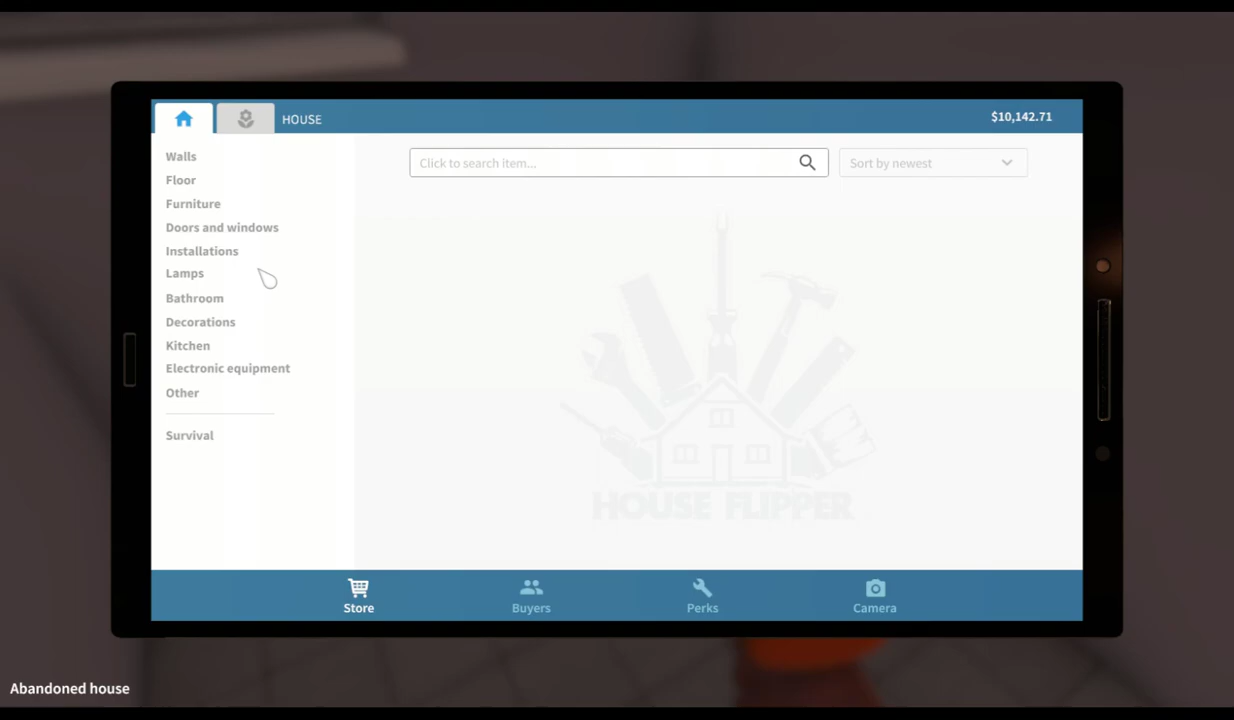 HOUSE
$10,142.71
Click to search item...
Sort by newest
Walls
Floor
Furniture
Doors and windows
Installations
Lamps
Bathroom
Decorations
Kitchen
Electronic equipment
Other
Survival
HOUSE FLIPPER
Store
Buyers
Perks
Camera
Abandoned house